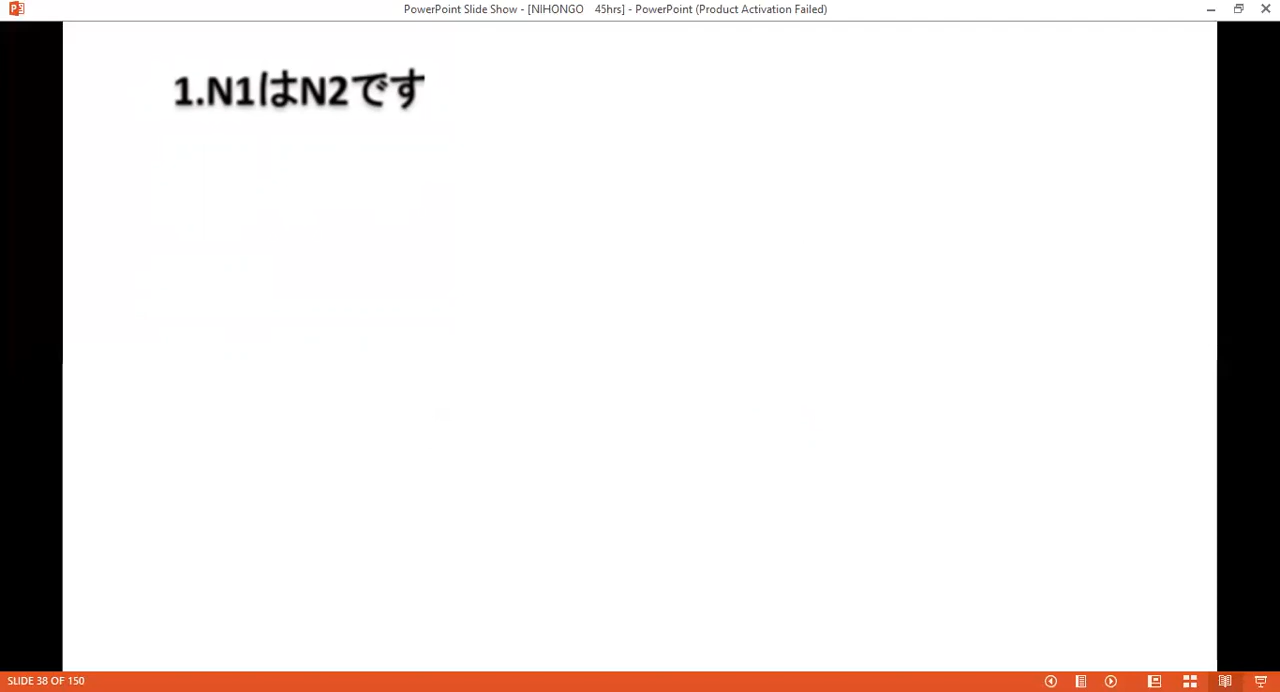 PowerPoint Slide Show - [NIHONGO　45hrs] - PowerPoint (Product Activation Failed)
1.N1はN2です
SLIDE 38 OF 150